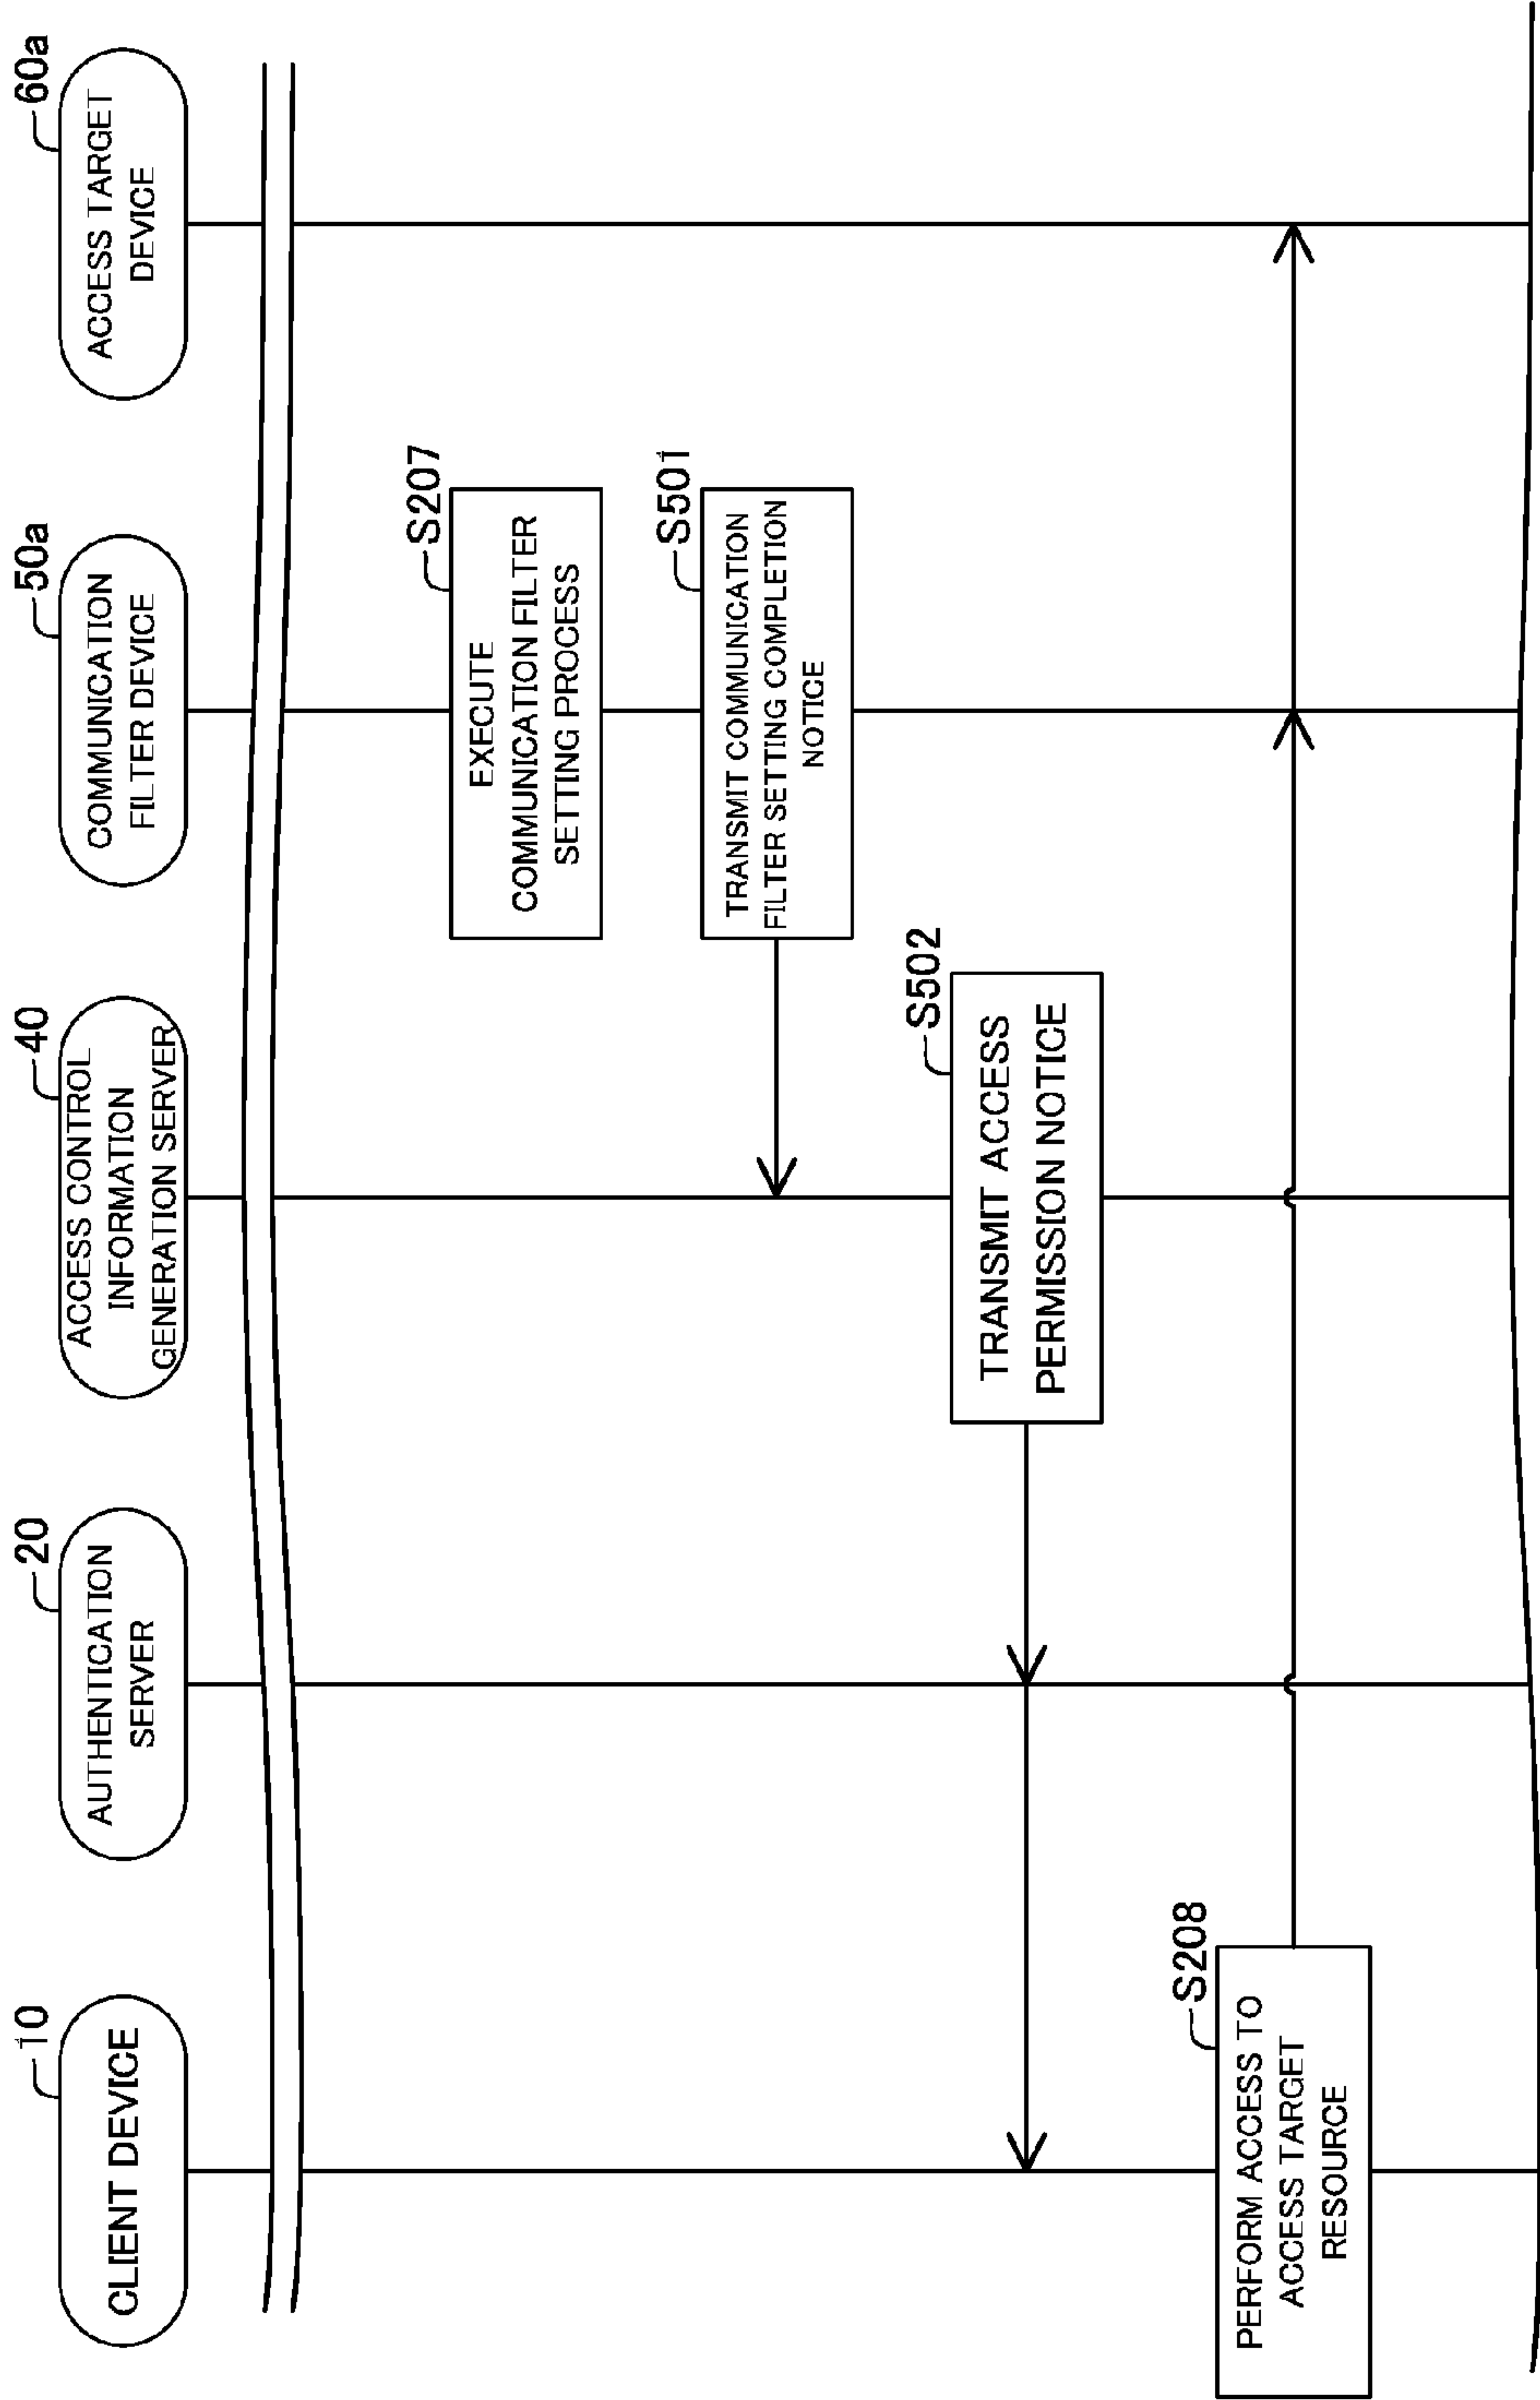 10
CLIENT DEVICE
20
AUTHENTICATION
SERVER
40
ACCESS CONTROL
INFORMATION
GENERATION SERVER
50a
COMMUNICATION
FILTER DEVICE
60a
ACCESS TARGET
DEVICE
S207
EXECUTE
COMMUNICATION FILTER
SETTING PROCESS
S501
TRANSMIT COMMUNICATION
FILTER SETTING COMPLETION
NOTICE
S502
TRANSMIT ACCESS
PERMISSION NOTICE
S208
PERFORM ACCESS TO
ACCESS TARGET
RESOURCE